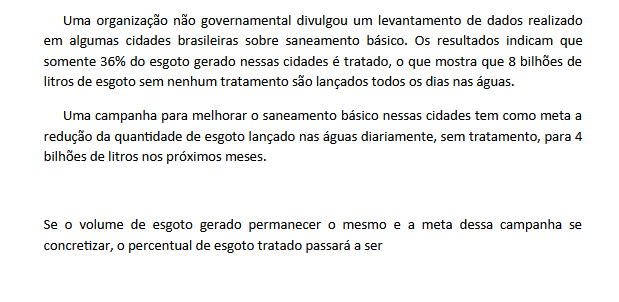 Uma organização não governamental divulgou um levantamento de dados realizado
em algumas cidades brasileiras sobre saneamento básico. Os resultados indicam que
somente 36% do esgoto gerado nessas cidades é tratado, o que mostra que 8 bilhões de
litros de esgoto sem nenhum tratamento são lançados todos os dias nas águas.
Uma campanha para melhorar o saneamento básico nessas cidades tem como meta a
redução da quantidade de esgoto lançado nas águas diariamente, sem tratamento, para 4
bilhões de litros nos próximos meses.
Se o volume de esgoto gerado permanecer o mesmo e a meta dessa campanha se
concretizar, o percentual de esgoto tratado passará a ser